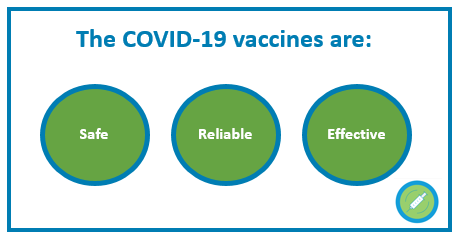 The COVID-19 vaccines are:
Safe
Reliable
Effective